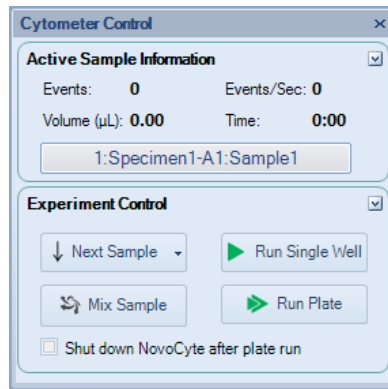 Cytometer Control
Active Sample Information
Events: 0 Events/Sec: 0
Volume (µL): 0.00 Time: 0:00
1:Specimen1-A1:Sample1
Experiment Control
Next Sample Run Single Well
Mix Sample Run Plate
Shut down NovoCyte after plate run